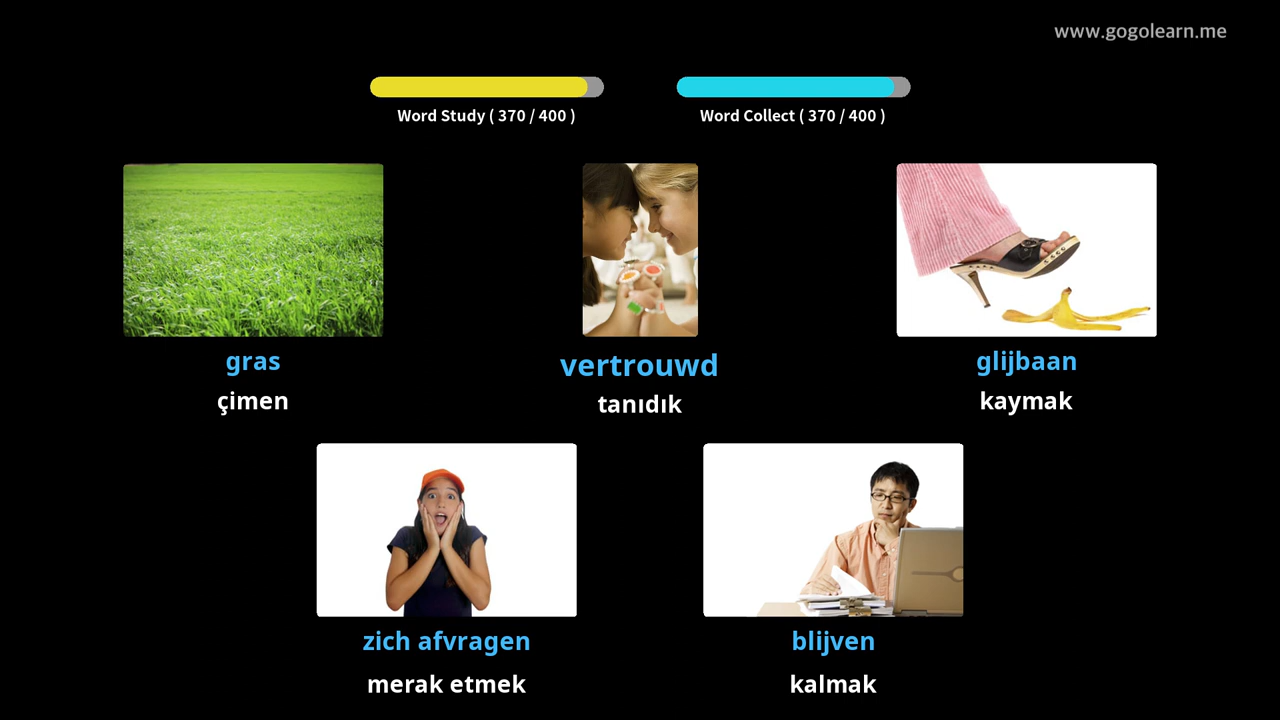 www.gogolearn.me
Word Study ( 370 / 400 )
Word Collect ( 370 / 400 )
gras
çimen
vertrouwd
tanıdık
glijbaan
kaymak
zich afvragen
merak etmek
blijven
kalmak